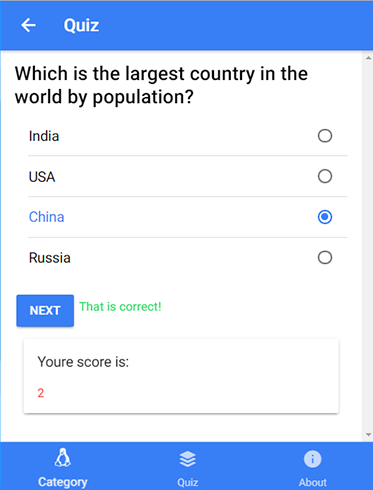 Quiz
Which is the largest country in the
world by population?
India
USA
China
Russia
NEXT
That is correct!
Youre score is:
2
Category
Quiz
About